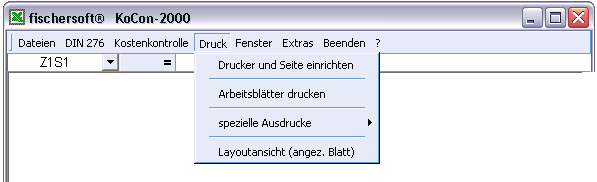 fischersoft® KoCon-2000
Dateien DIN 276 Kostenkontrolle Druck Fenster Extras Beenden ?
Z1S1 =
Drucker und Seite einrichten
Arbeitsblätter drucken
spezielle Ausdrucke
Layoutansicht (angez. Blatt)